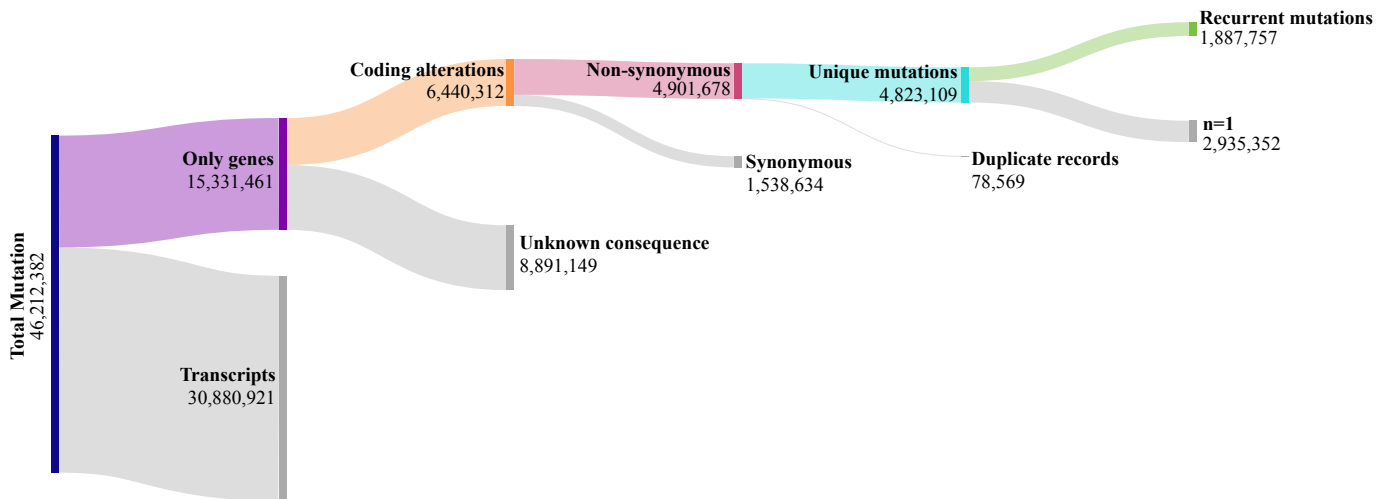 Total Mutation
46,212,382
Only genes
15,331,461
Transcripts
30,880,921
Coding alterations
6,440,312
Unknown consequence
8,891,149
Non-synonymous
4,901,678
Synonymous
1,538,634
Unique mutations
4,823,109
Duplicate records
78,569
Recurrent mutations
1,887,757
n=1
2,935,352